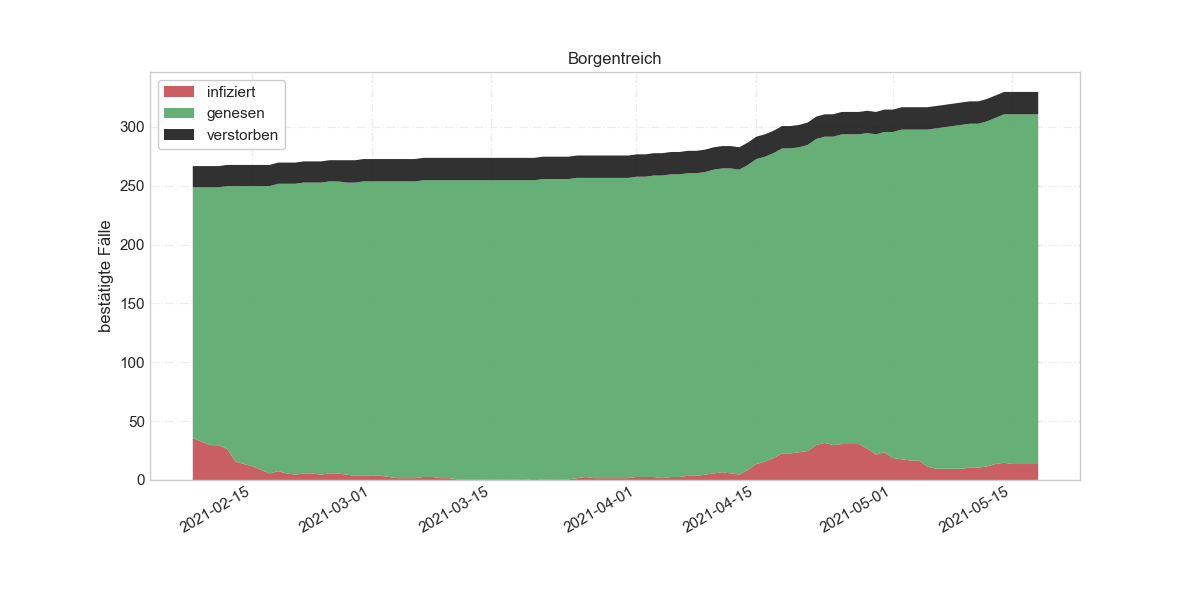 Borgentreich
infiziert
genesen
verstorben
bestätigte Fälle
300
250
200
150
100
50
0
2021-02-15
2021-03-01
2021-03-15
2021-04-01
2021-04-15
2021-05-01
2021-05-15